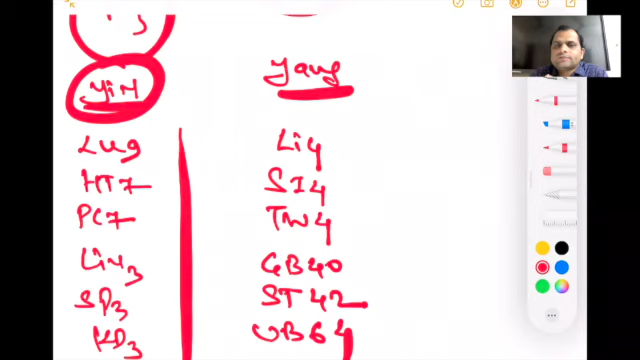 Yin Yang
Lu9 Li4
HT7 SI4
PC7 TW4
Liv3 GB40
SP3 ST42
KD3 UB64